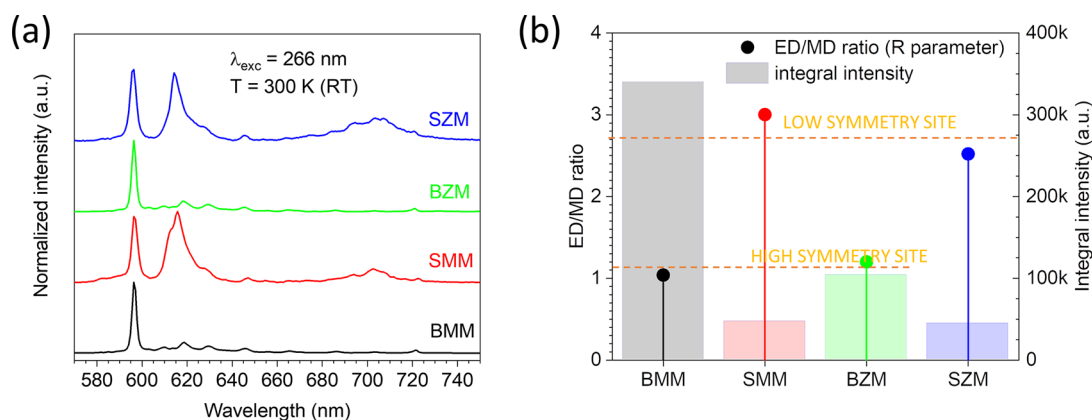 (a)
Normalized intensity (a.u.)
λexc = 266 nm
T = 300 K (RT)
SZM
BZM
SMM
BMM
580 600 620 640 660 680 700 720 740
Wavelength (nm)
(b)
ED/MD ratio
4
3
2
1
0
ED/MD ratio (R parameter)
integral intensity
LOW SYMMETRY SITE
HIGH SYMMETRY SITE
BMM SMM BZM SZM
400k
300k
200k
100k
0
Integral intensity (a.u.)